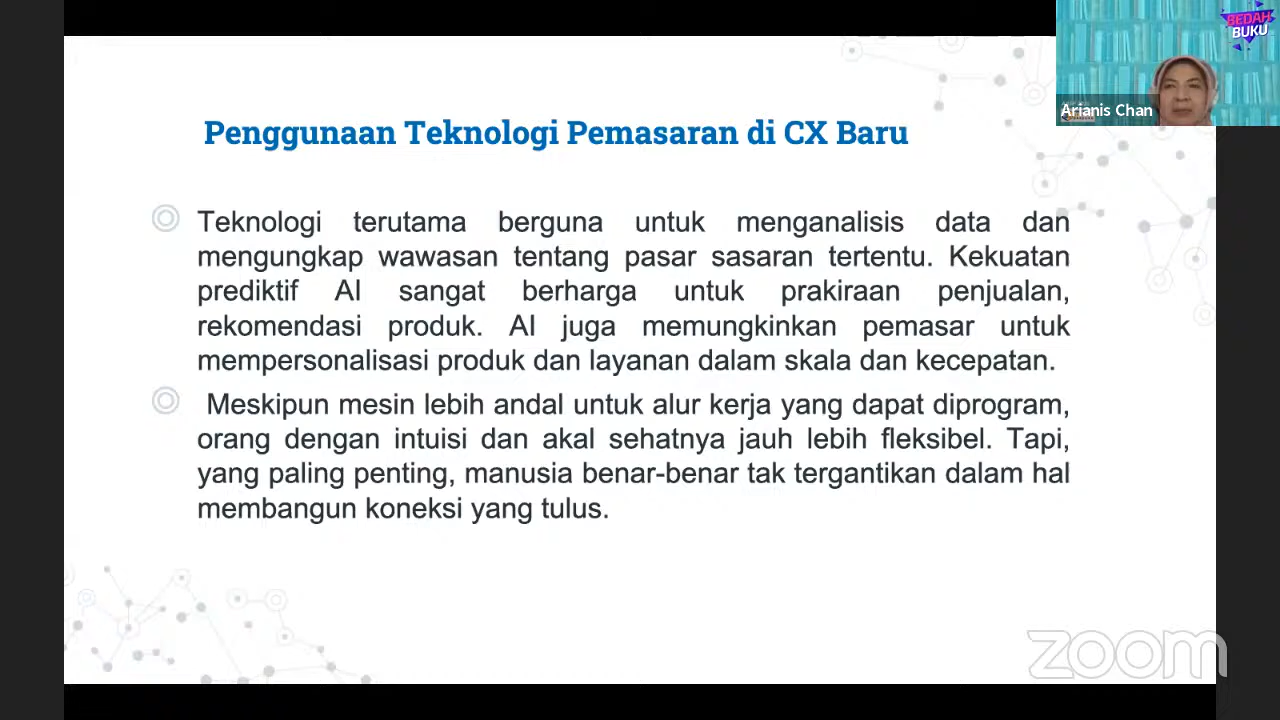 BEDAH
BUKU
Arianis Chan
Penggunaan Teknologi Pemasaran di CX Baru
Teknologi terutama berguna untuk menganalisis data dan
mengungkap wawasan tentang pasar sasaran tertentu. Kekuatan
prediktif AI sangat berharga untuk prakiraan penjualan,
rekomendasi produk. AI juga memungkinkan pemasar untuk
mempersonalisasi produk dan layanan dalam skala dan kecepatan.
Meskipun mesin lebih andal untuk alur kerja yang dapat diprogram,
orang dengan intuisi dan akal sehatnya jauh lebih fleksibel. Tapi,
yang paling penting, manusia benar-benar tak tergantikan dalam hal
membangun koneksi yang tulus.
zoom